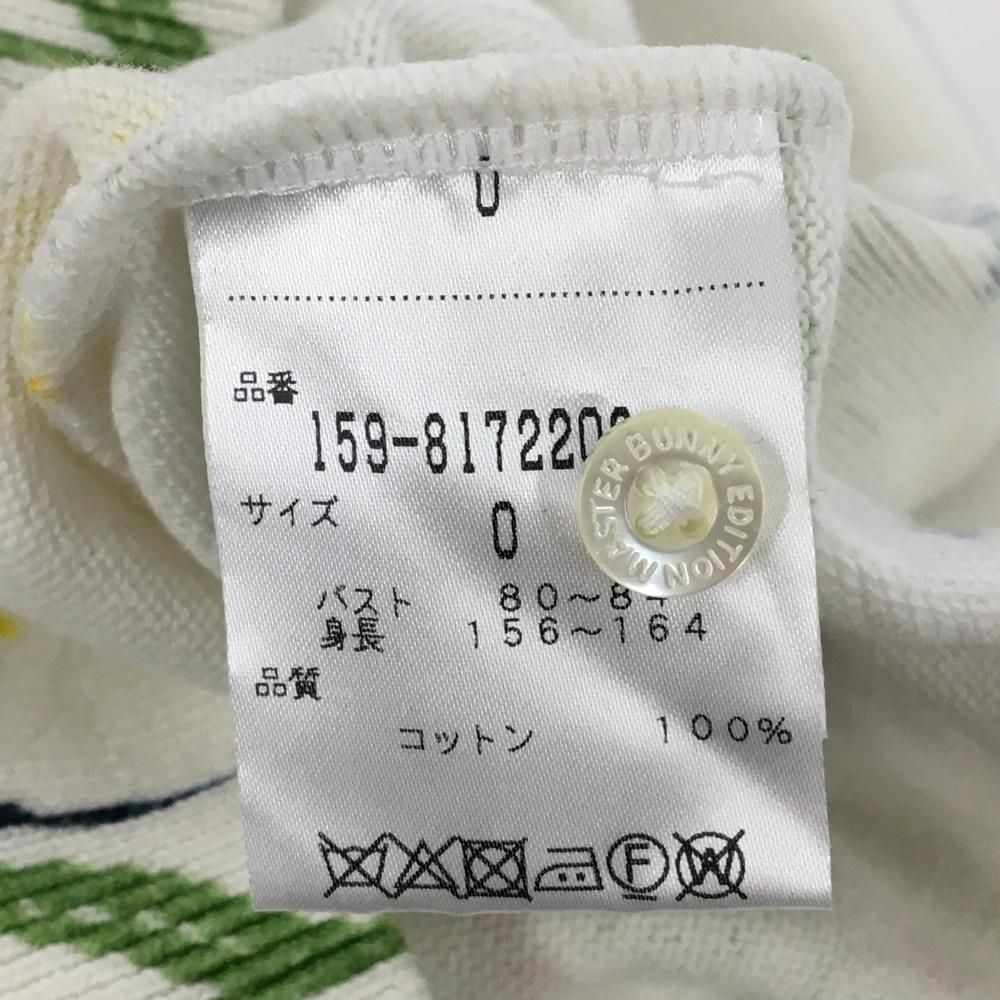 0
品番
159-817220
サイズ
0
バスト 80~84
身長 156~164
品質
コットン 100%
F
W
MASTER BUNNY EDITION